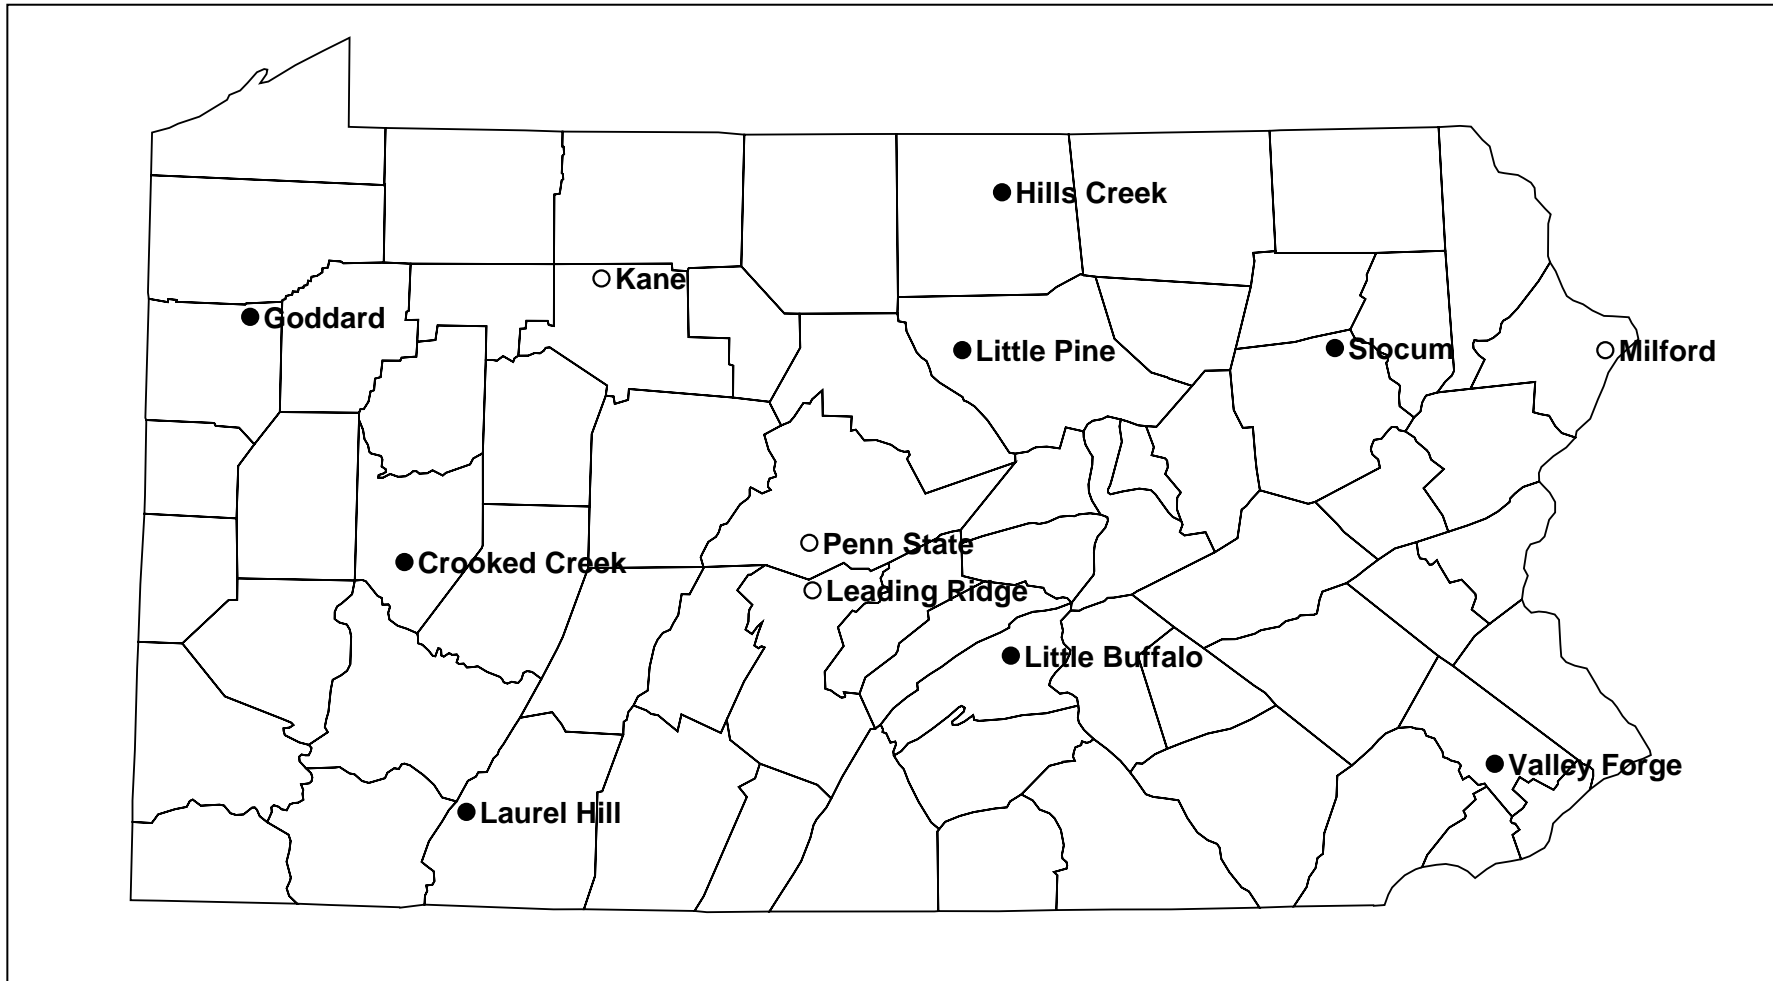 Hills Creek
Kane
Goddard
Little Pine
Slocum
Milford
Penn State
Crooked Creek
Leading Ridge
Little Buffalo
Valley Forge
Laurel Hill